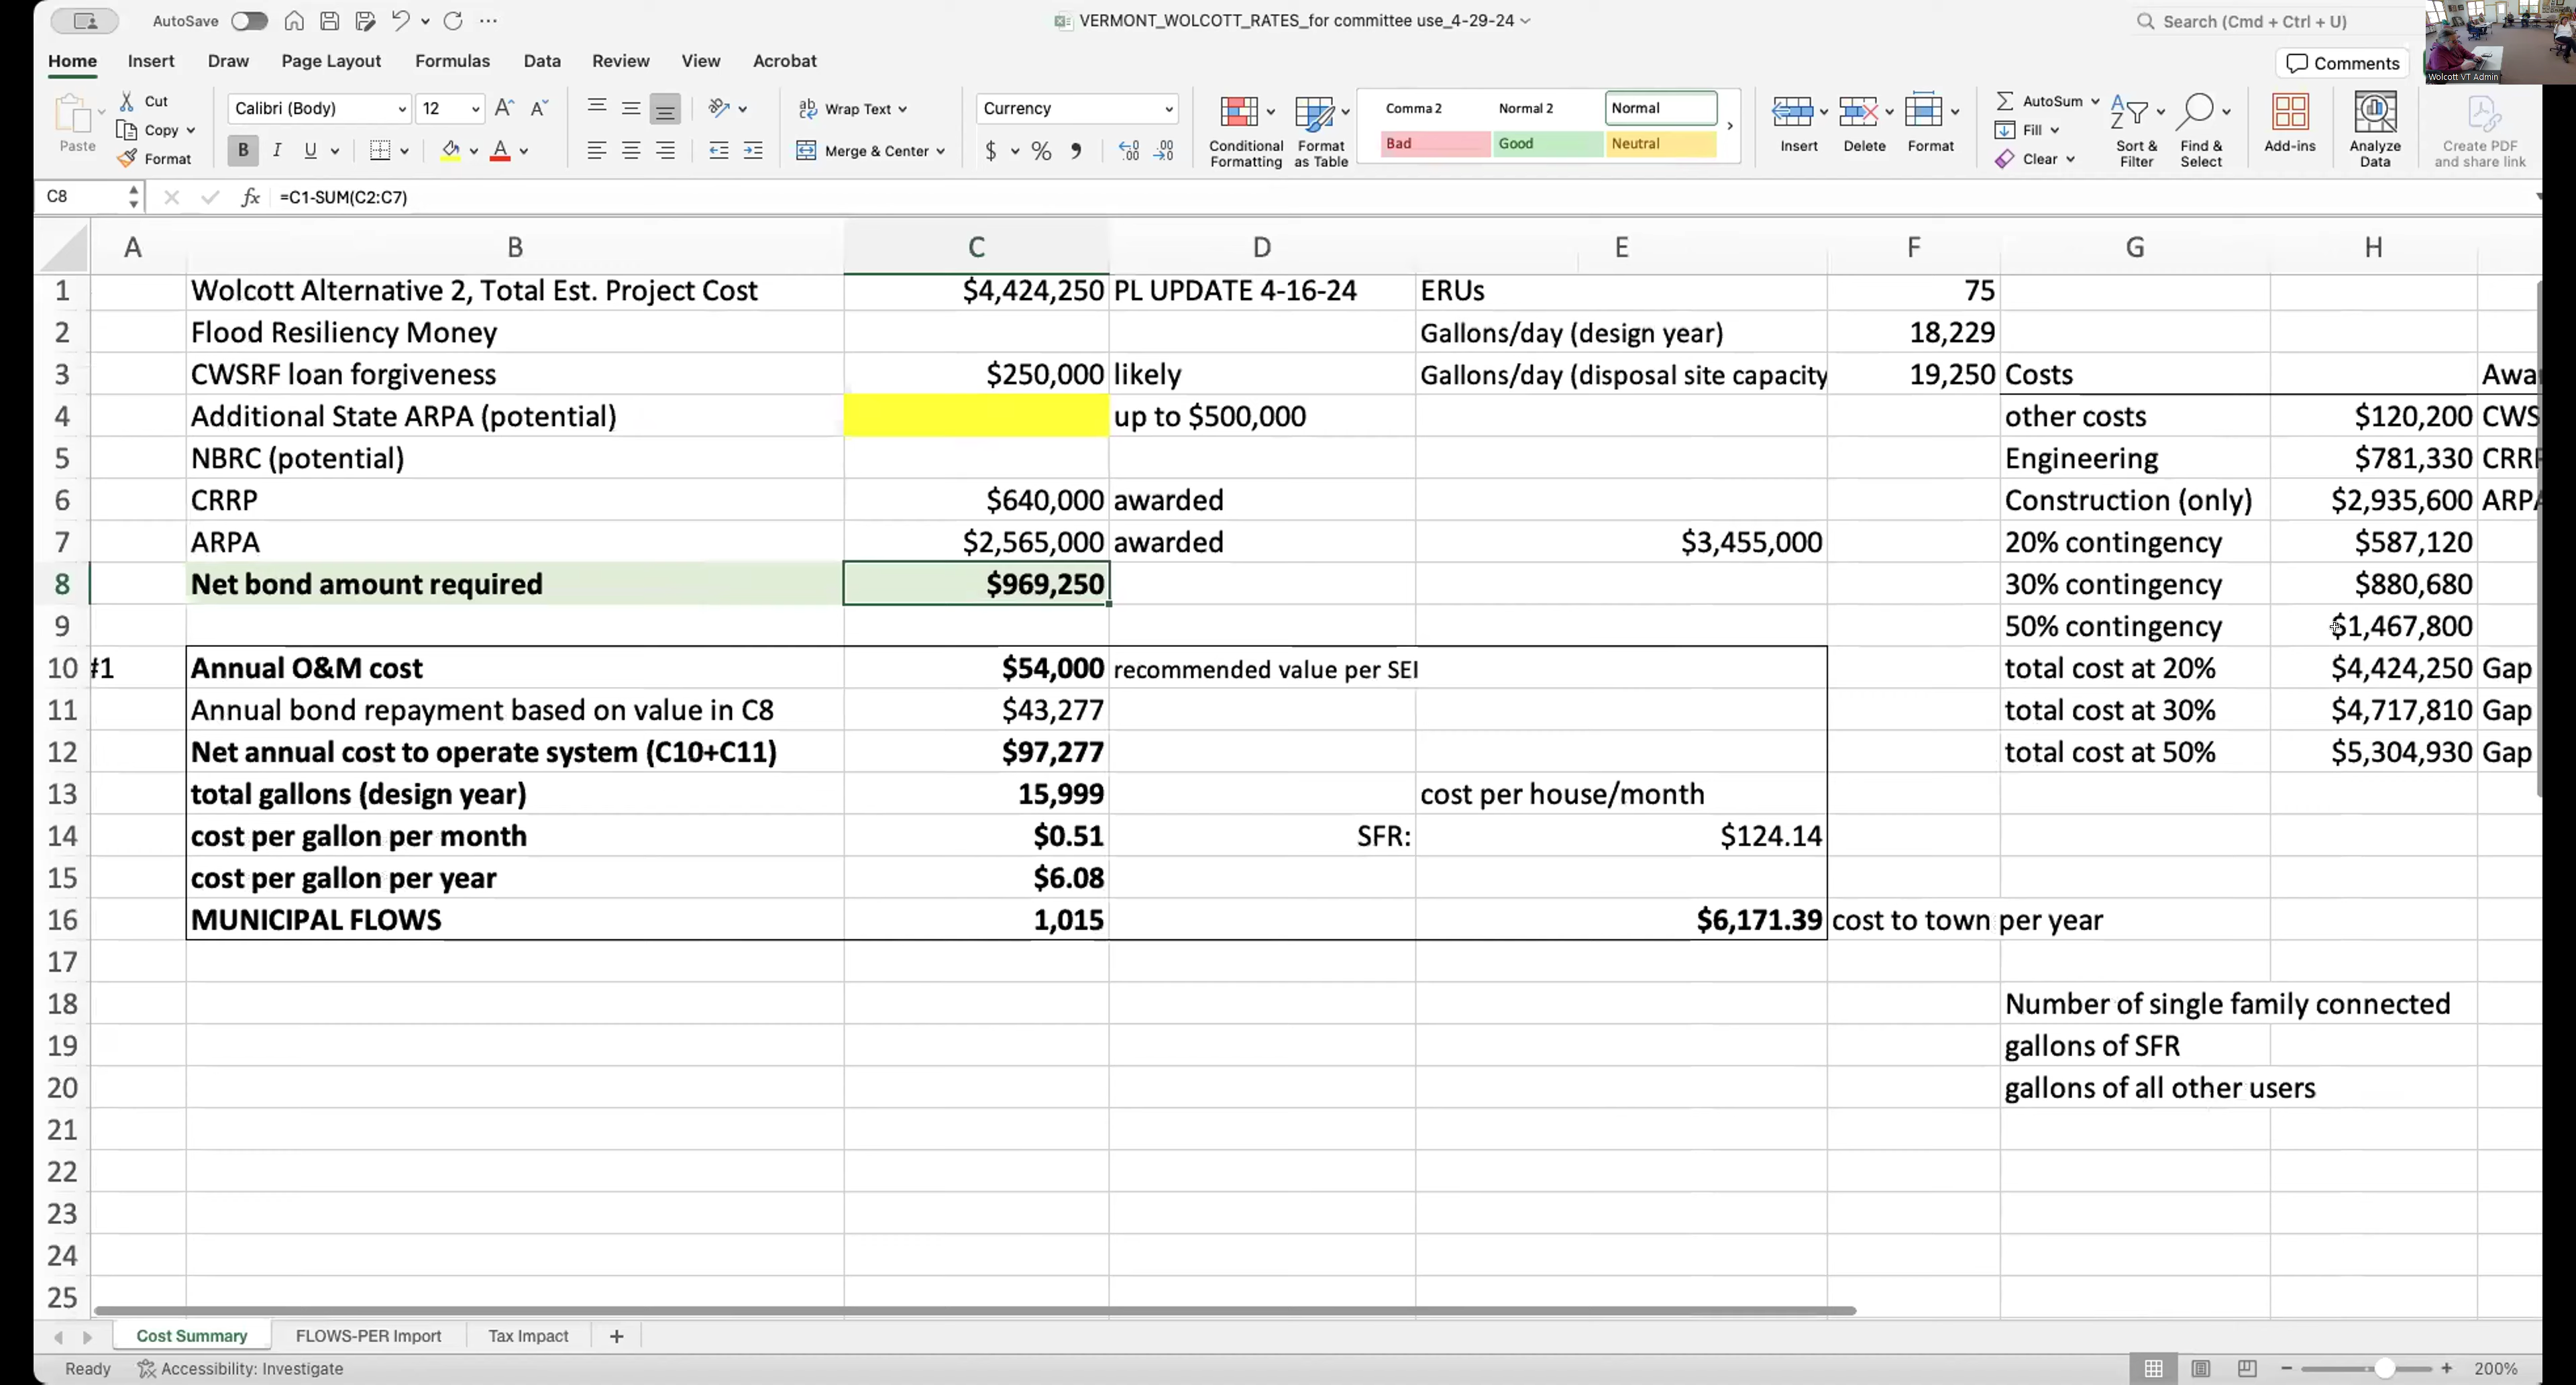 AutoSave
VERMONT_WOLCOTT_RATES_for committee use_4-29-24
Search (Cmd + Ctrl + U)
Home Insert Draw Page Layout Formulas Data Review View Acrobat
Comments
Wolcott VT Admin
Paste
Cut
Copy
Format
Calibri (Body) 12
B I U
Wrap Text
Merge & Center
Currency
$ %
Conditional Formatting
Format as Table
Comma 2 Normal 2 Normal
Bad Good Neutral
Insert Delete Format
AutoSum
Fill
Clear
Sort & Filter
Find & Select
Add-ins
Analyze Data
Create PDF and share link
C8 fx =C1-SUM(C2:C7)
A B C D E F G H
1 Wolcott Alternative 2, Total Est. Project Cost $4,424,250 PL UPDATE 4-16-24 ERUs 75
2 Flood Resiliency Money Gallons/day (design year) 18,229
3 CWSRF loan forgiveness $250,000 likely Gallons/day (disposal site capacity 19,250 Costs Awa
4 Additional State ARPA (potential) up to $500,000 other costs $120,200 CWS
5 NBRC (potential) Engineering $781,330 CRR
6 CRRP $640,000 awarded Construction (only) $2,935,600 ARPA
7 ARPA $2,565,000 awarded $3,455,000 20% contingency $587,120
8 Net bond amount required $969,250 30% contingency $880,680
9 50% contingency $1,467,800
10 #1 Annual O&M cost $54,000 recommended value per SEI total cost at 20% $4,424,250 Gap
11 Annual bond repayment based on value in C8 $43,277 total cost at 30% $4,717,810 Gap
12 Net annual cost to operate system (C10+C11) $97,277 total cost at 50% $5,304,930 Gap
13 total gallons (design year) 15,999 cost per house/month
14 cost per gallon per month $0.51 SFR: $124.14
15 cost per gallon per year $6.08
16 MUNICIPAL FLOWS 1,015 $6,171.39 cost to town per year
17
18 Number of single family connected
19 gallons of SFR
20 gallons of all other users
21
22
23
24
25
Cost Summary FLOWS-PER Import Tax Impact +
Ready Accessibility: Investigate 200%